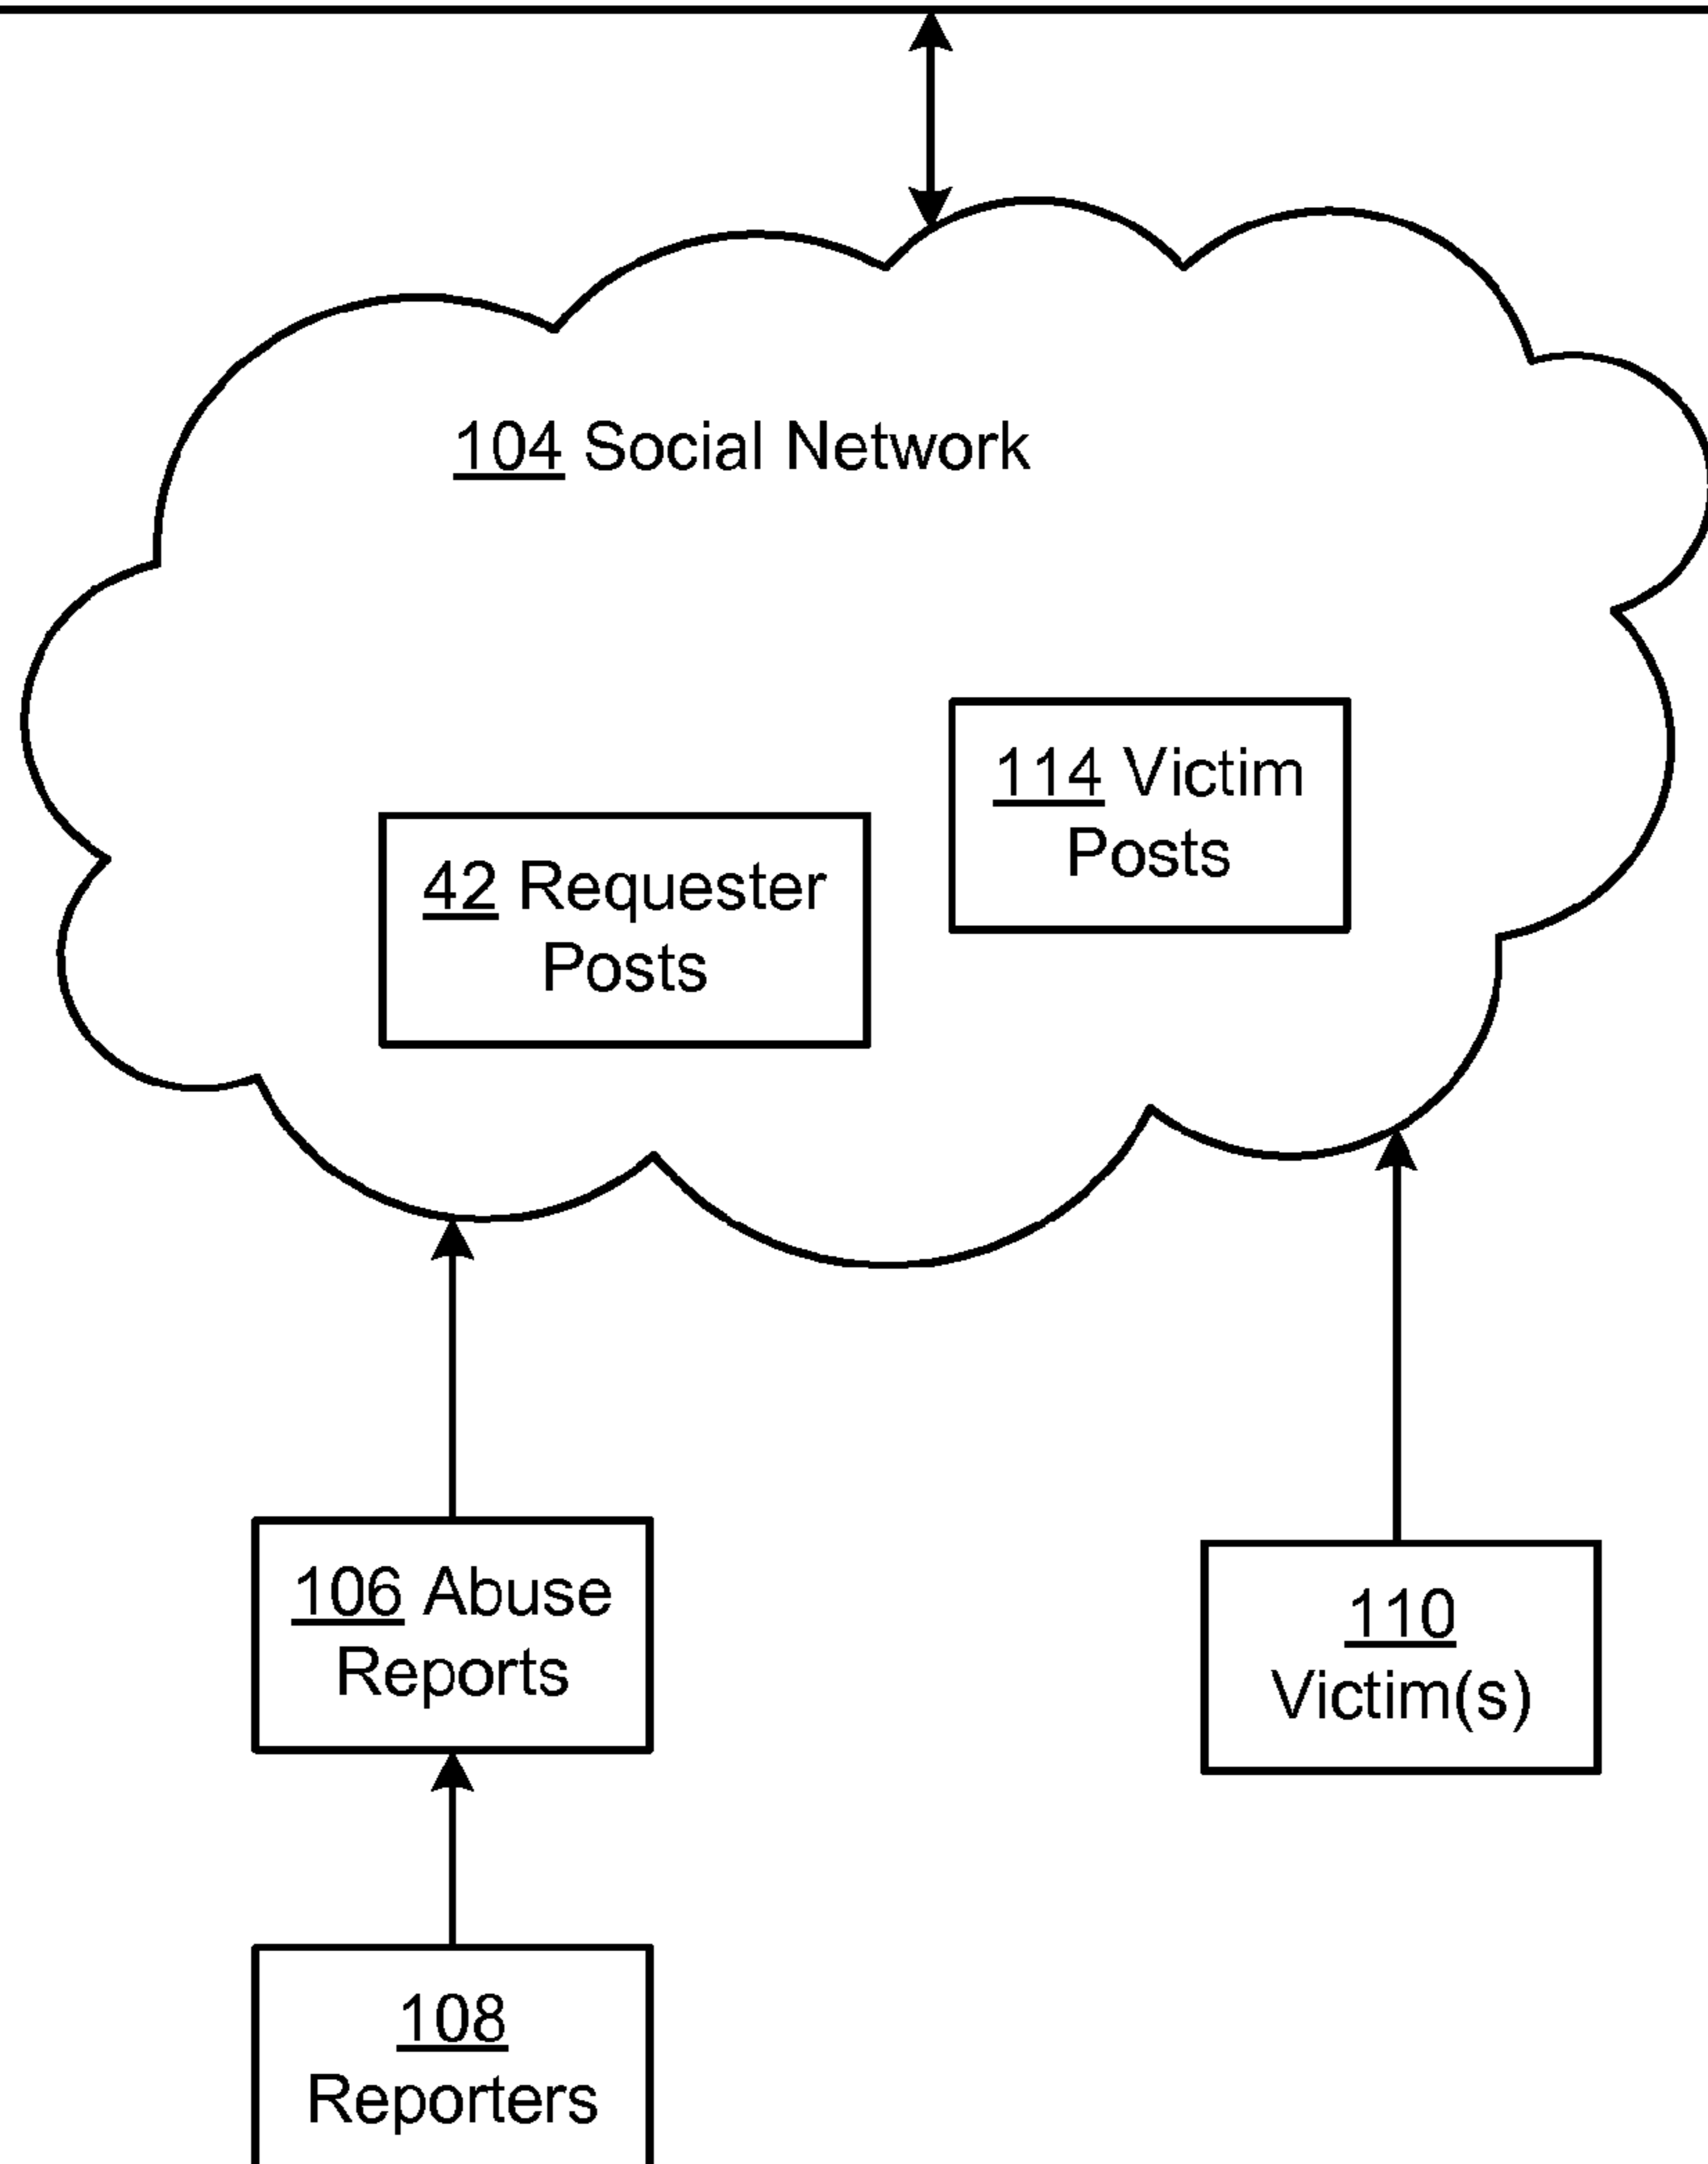 104 Social Network
114 Victim
Posts
42 Requester
Posts
106 Abuse
Reports
110
Victim(s)
108
Reporters